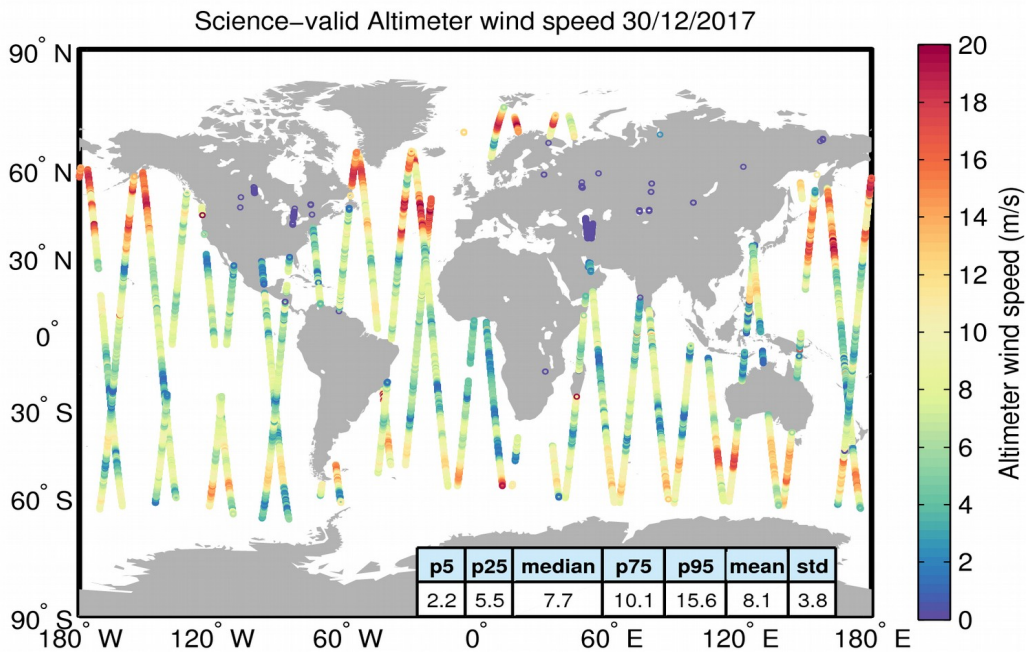 Science−valid Altimeter wind speed 30/12/2017
90° N
60° N
30° N
0°
30° S
60° S
90° S
180° W
120° W
60° W
0°
60° E
120° E
180° E
p5 p25 median p75 p95 mean std
2.2 5.5 7.7 10.1 15.6 8.1 3.8
20
18
16
14
12
10
8
6
4
2
0
Altimeter wind speed (m/s)